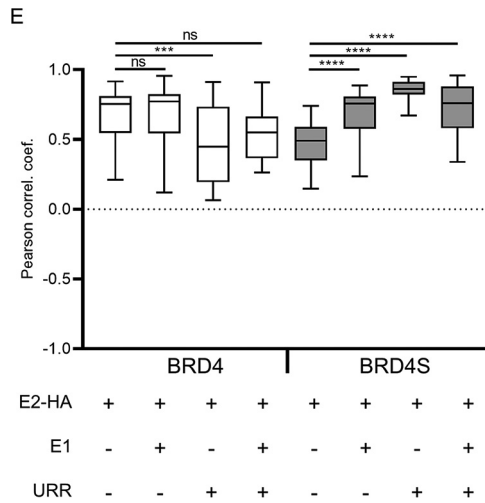 E
ns
***
ns
****
****
****
Pearson correl. coef.
1.0
0.5
0.0
-0.5
-1.0
BRD4 BRD4S
E2-HA + + + + + + + +
E1 - + - + - + - +
URR - - + + - - + +